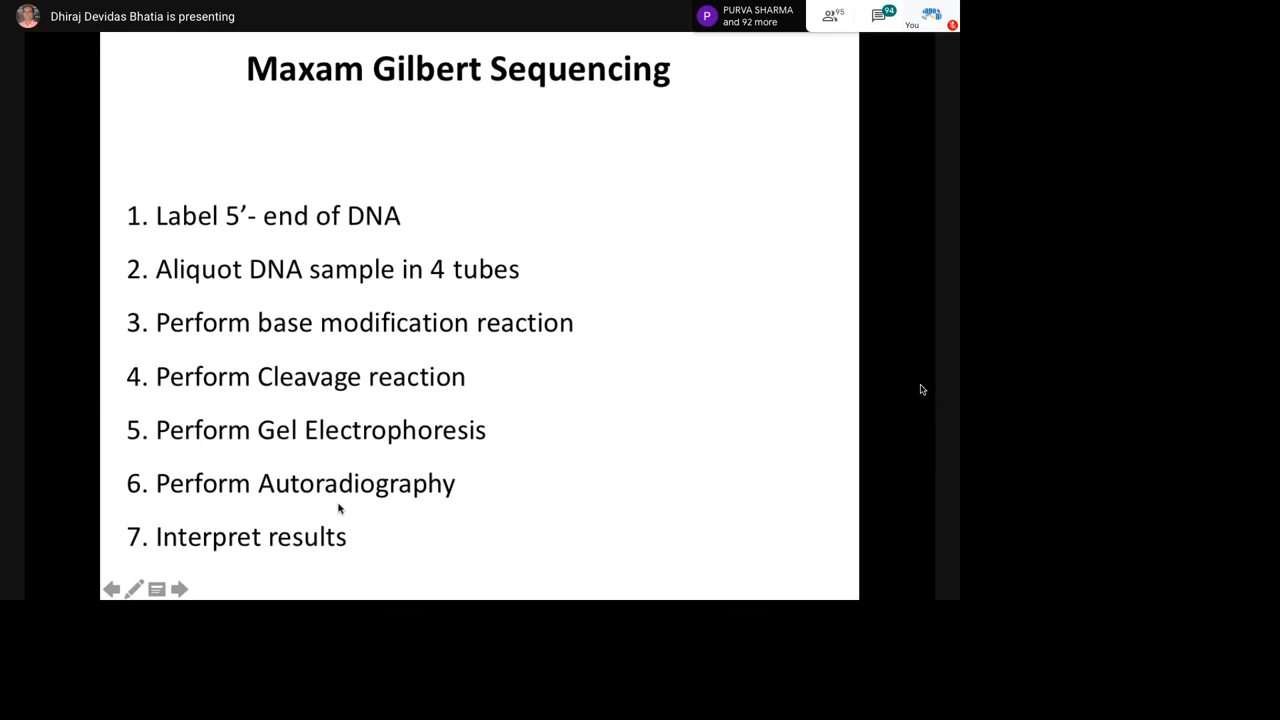 Dhiraj Devidas Bhatia is presenting
P
PURVA SHARMA
and 92 more
95
94
You
Maxam Gilbert Sequencing
1. Label 5’- end of DNA
2. Aliquot DNA sample in 4 tubes
3. Perform base modification reaction
4. Perform Cleavage reaction
5. Perform Gel Electrophoresis
6. Perform Autoradiography
7. Interpret results